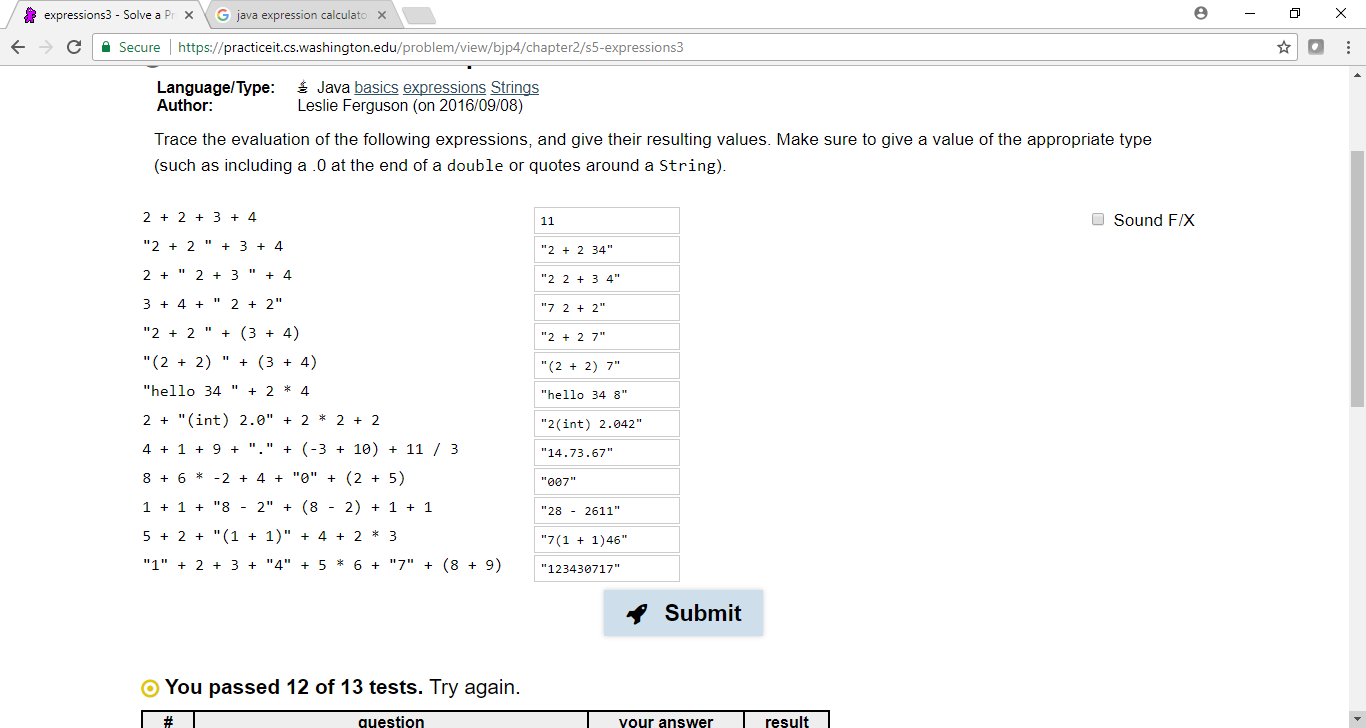 expressions3 - Solve a Pr
java expression calculato
Secure
https://practiceit.cs.washington.edu/problem/view/bjp4/chapter2/s5-expressions3
Language/Type: Java basics expressions Strings
Author: Leslie Ferguson (on 2016/09/08)
Trace the evaluation of the following expressions, and give their resulting values. Make sure to give a value of the appropriate type
(such as including a .0 at the end of a double or quotes around a String).
Sound F/X
2 + 2 + 3 + 4 11
"2 + 2 " + 3 + 4 "2 + 2 34"
2 + " 2 + 3 " + 4 "2 2 + 3 4"
3 + 4 + " 2 + 2" "7 2 + 2"
"2 + 2 " + (3 + 4) "2 + 2 7"
"(2 + 2) " + (3 + 4) "(2 + 2) 7"
"hello 34 " + 2 * 4 "hello 34 8"
2 + "(int) 2.0" + 2 * 2 + 2 "2(int) 2.042"
4 + 1 + 9 + "." + (-3 + 10) + 11 / 3 "14.73.67"
8 + 6 * -2 + 4 + "0" + (2 + 5) "007"
1 + 1 + "8 - 2" + (8 - 2) + 1 + 1 "28 - 2611"
5 + 2 + "(1 + 1)" + 4 + 2 * 3 "7(1 + 1)46"
"1" + 2 + 3 + "4" + 5 * 6 + "7" + (8 + 9) "123430717"
Submit
You passed 12 of 13 tests. Try again.
# question your answer result